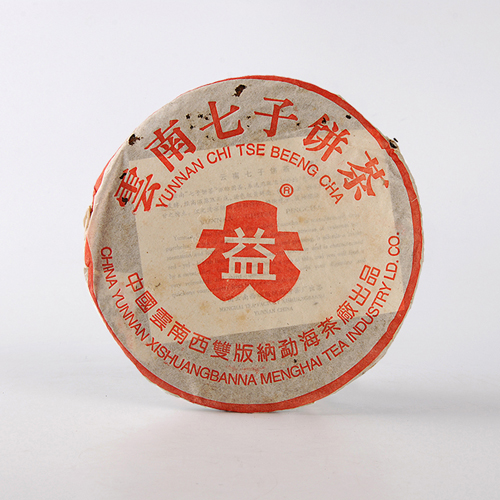 雲南七子餅茶
YUNNAN CHI TSE BEENG CHA
®
益
中國雲南西雙版納勐海茶廠出品
CHINA YUNNAN XISHUANGBANNA MENGHAI TEA INDUSTRY LD. CO.